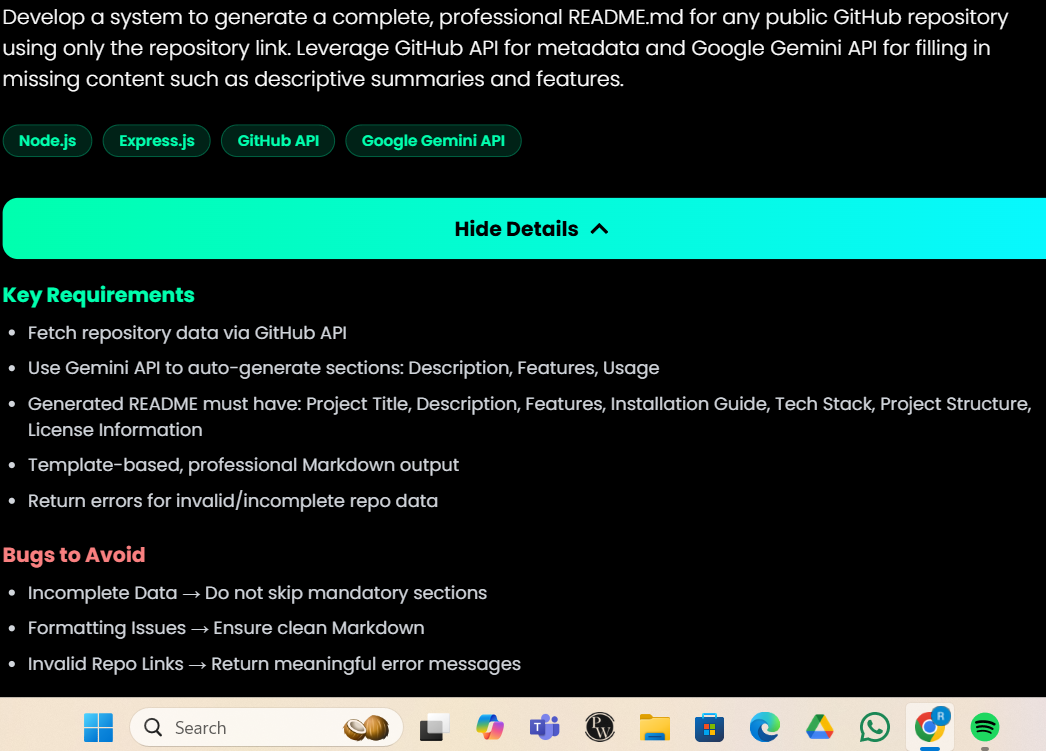 Develop a system to generate a complete, professional README.md for any public GitHub repository
using only the repository link. Leverage GitHub API for metadata and Google Gemini API for filling in
missing content such as descriptive summaries and features.
Node.js
Express.js
GitHub API
Google Gemini API
Hide Details
Key Requirements
• Fetch repository data via GitHub API
• Use Gemini API to auto-generate sections: Description, Features, Usage
• Generated README must have: Project Title, Description, Features, Installation Guide, Tech Stack, Project Structure,
License Information
• Template-based, professional Markdown output
• Return errors for invalid/incomplete repo data
Bugs to Avoid
• Incomplete Data → Do not skip mandatory sections
• Formatting Issues → Ensure clean Markdown
• Invalid Repo Links → Return meaningful error messages
Search
T
PW
R